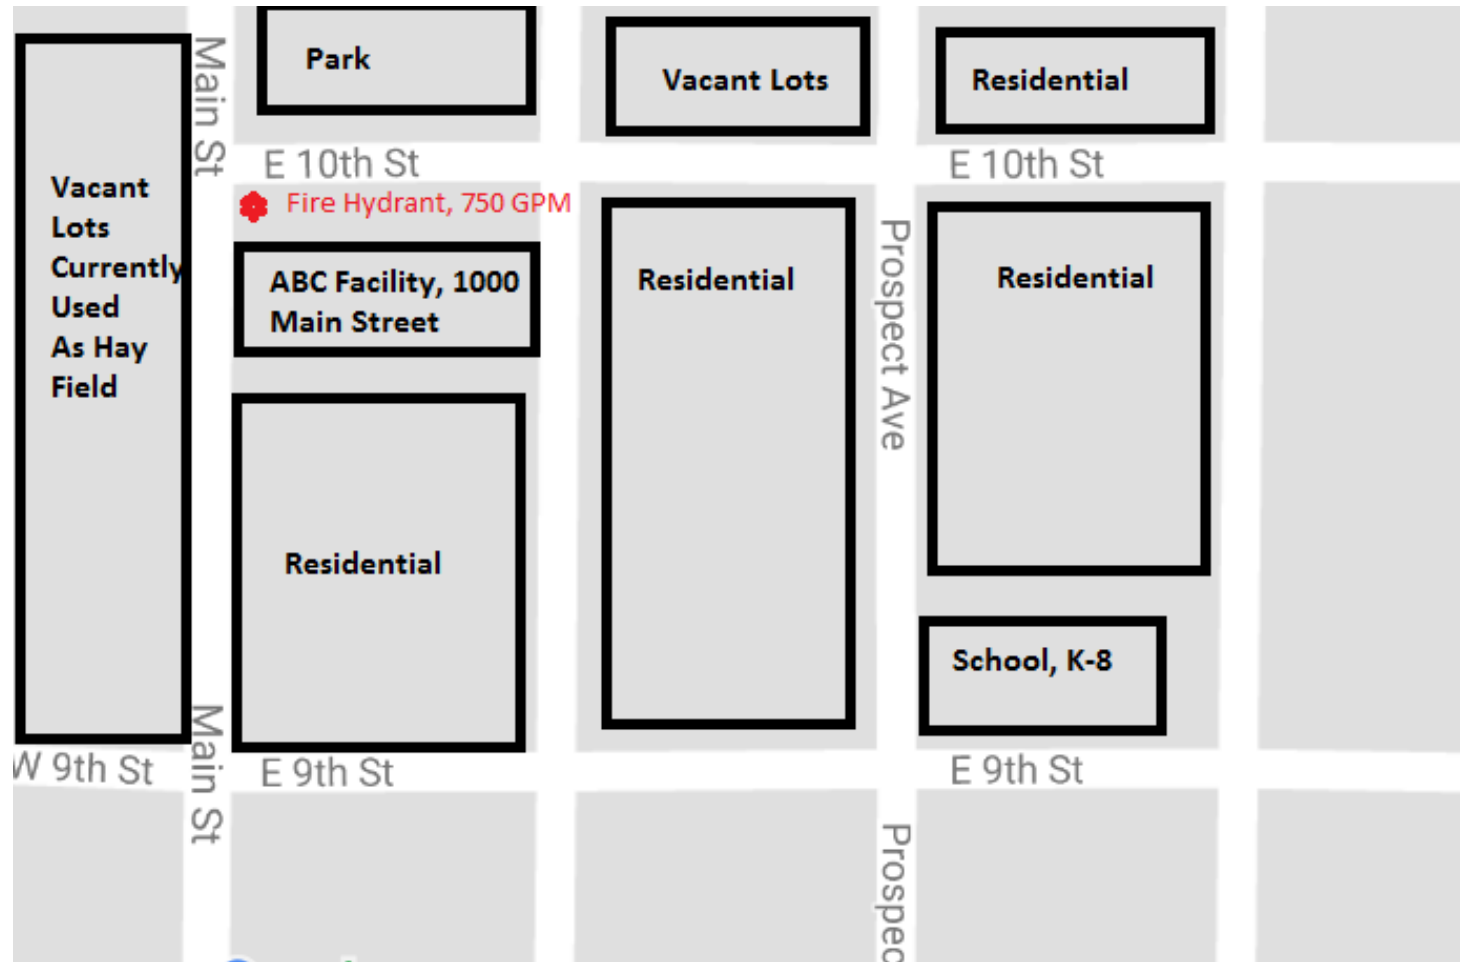 Main St
Park
Vacant Lots
Residential
E 10th St
E 10th St
Vacant
Lots
Currently
Used
As Hay
Field
Fire Hydrant, 750 GPM
ABC Facility, 1000
Main Street
Residential
Prospect Ave
Residential
Residential
School, K-8
Main St
W 9th St
E 9th St
E 9th St
Prospec